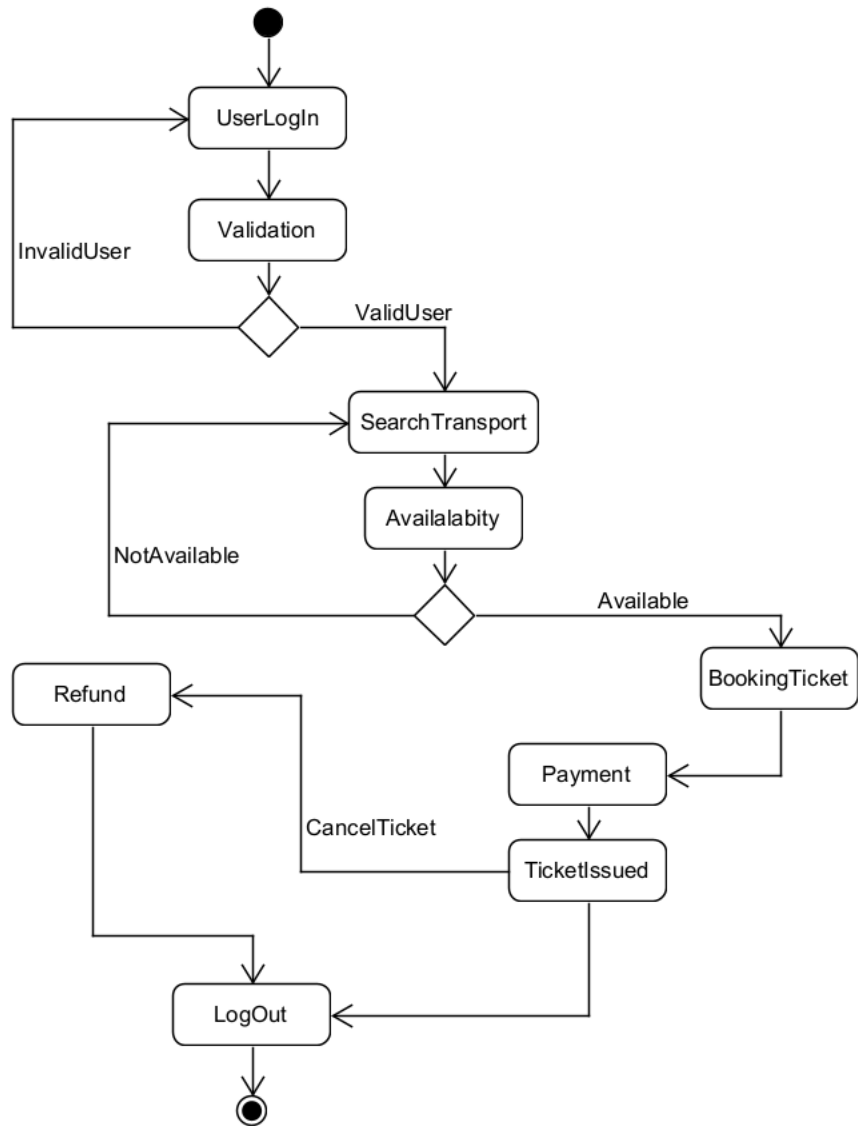 UserLogIn
Validation
InvalidUser
ValidUser
SearchTransport
Availalabity
NotAvailable
Available
Refund
BookingTicket
Payment
CancelTicket
TicketIssued
LogOut